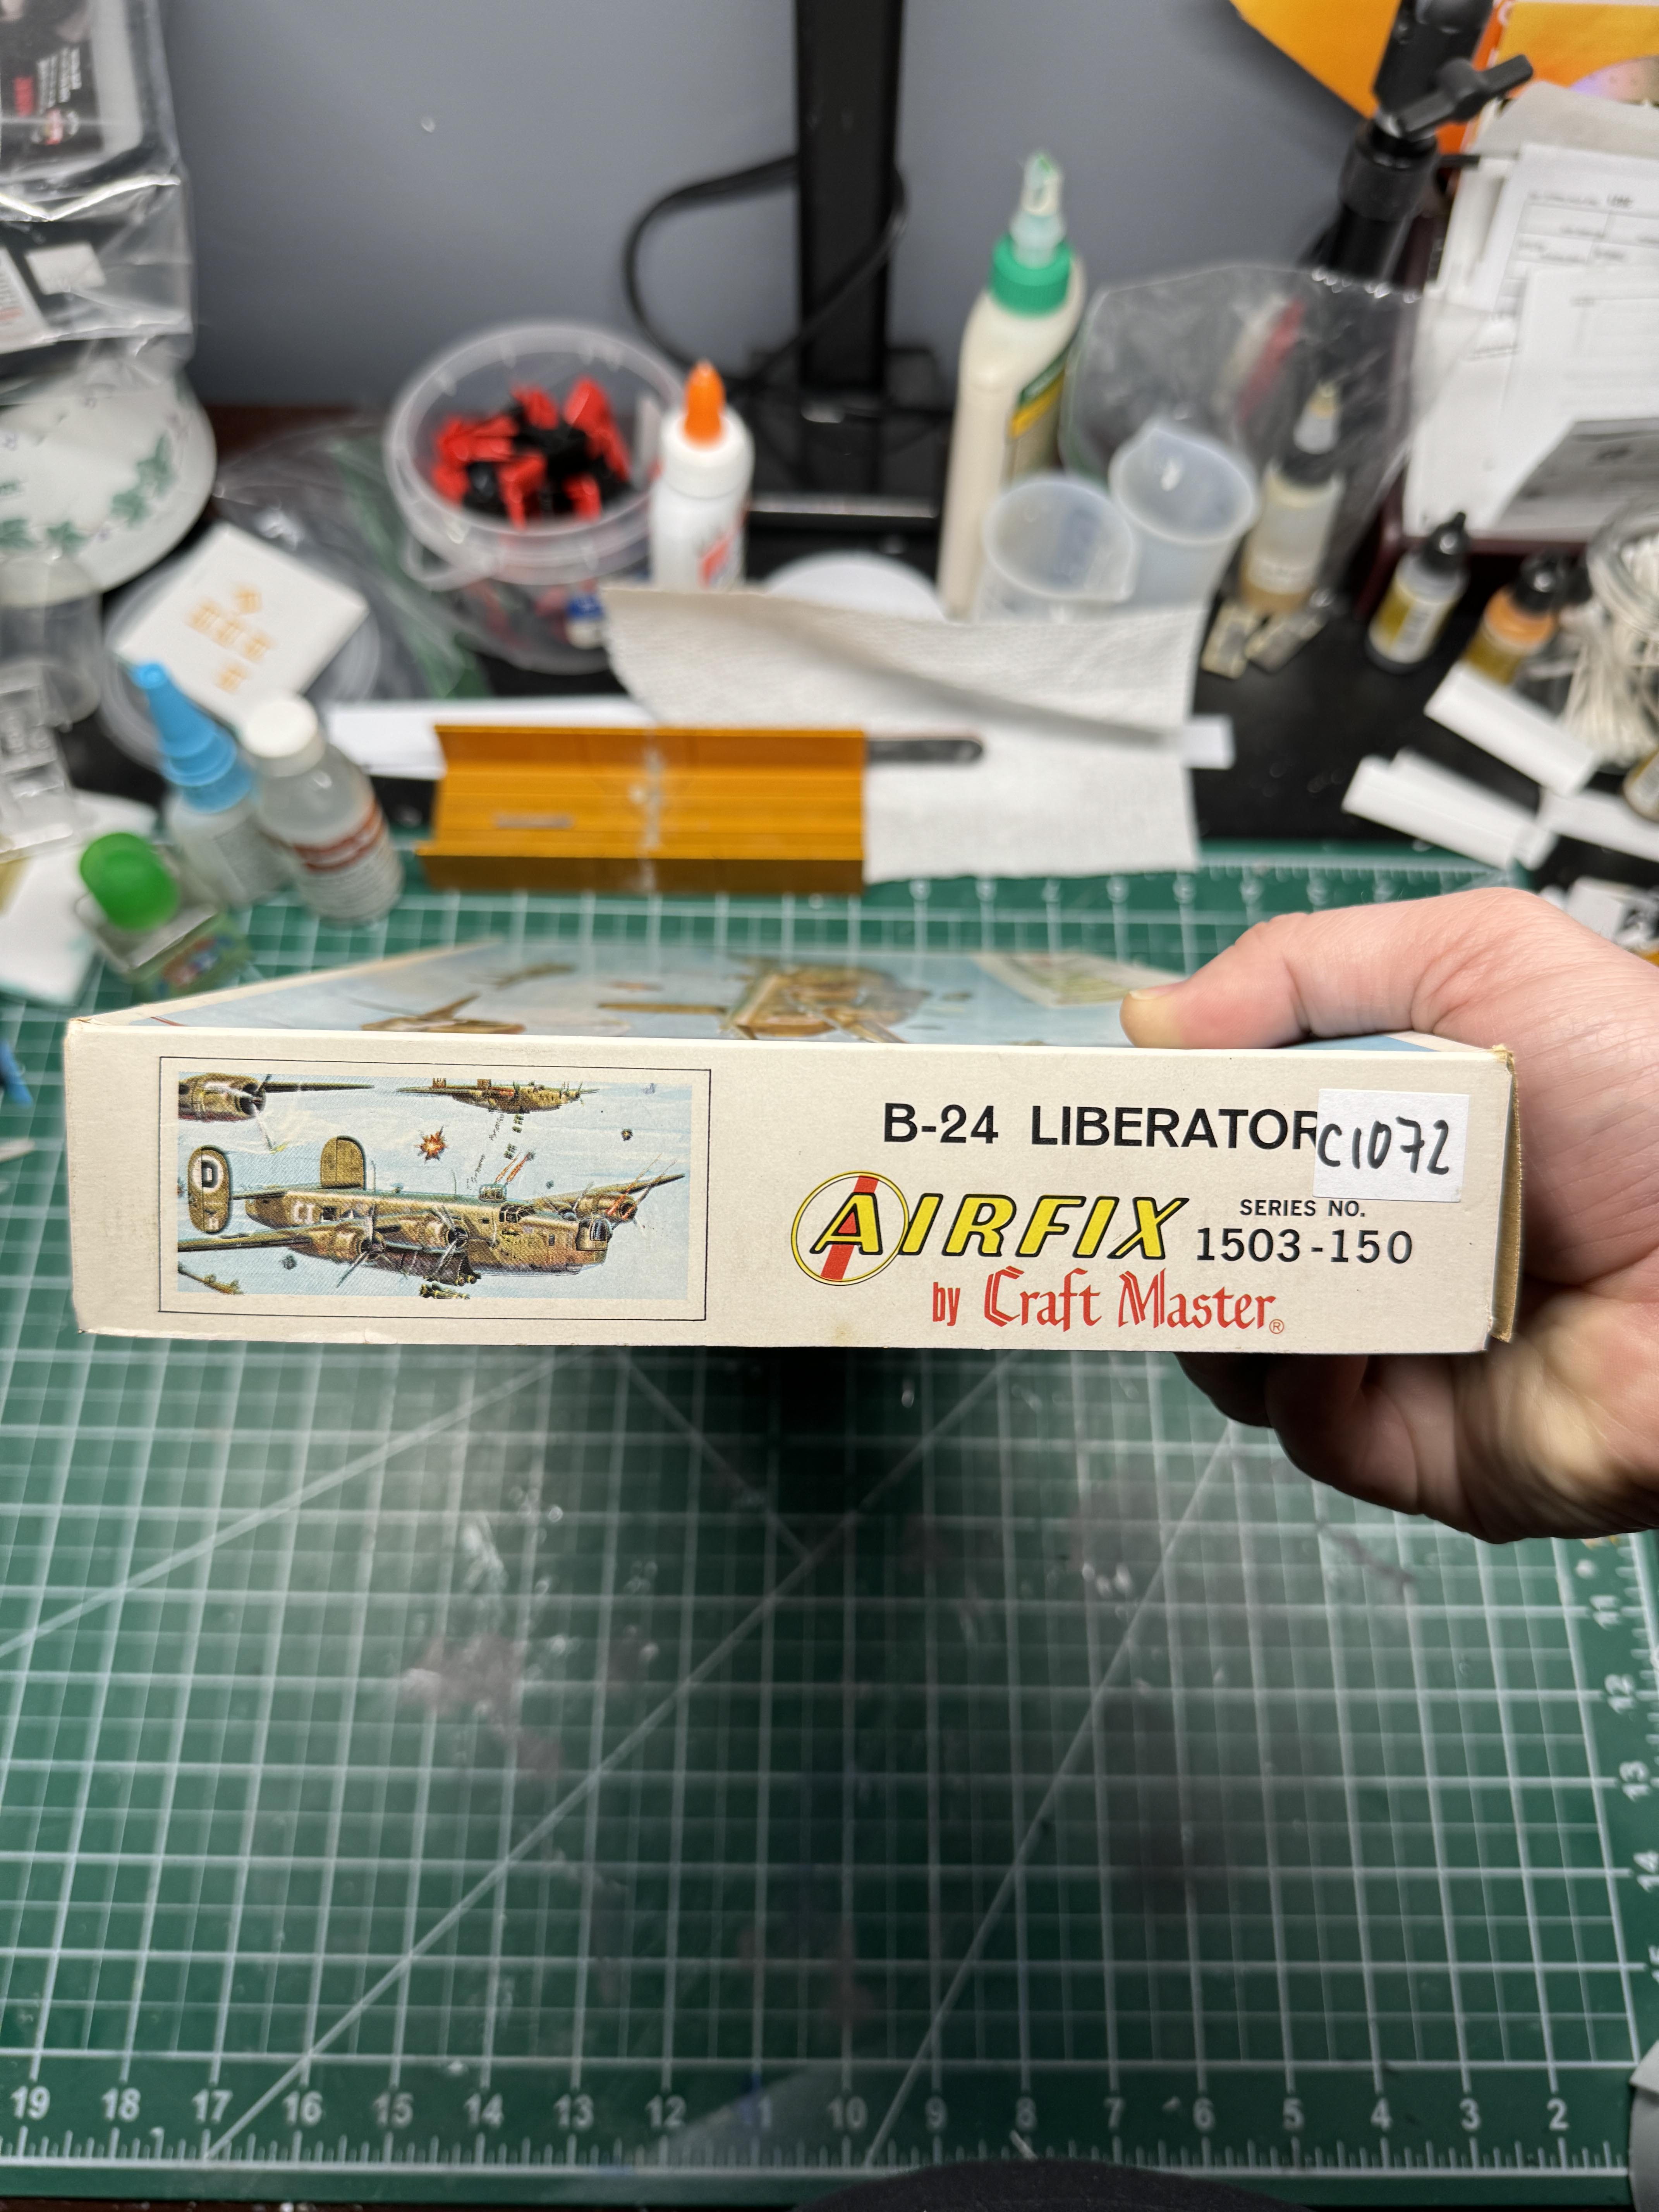 B-24 LIBERATOR
C1072
AIRFIX
SERIES NO.
1503-150
by Craft Master®
D
11
12
13
14
15
19 18 17 16 15 14 13 12 11 10 9 8 7 6 5 4 3 2